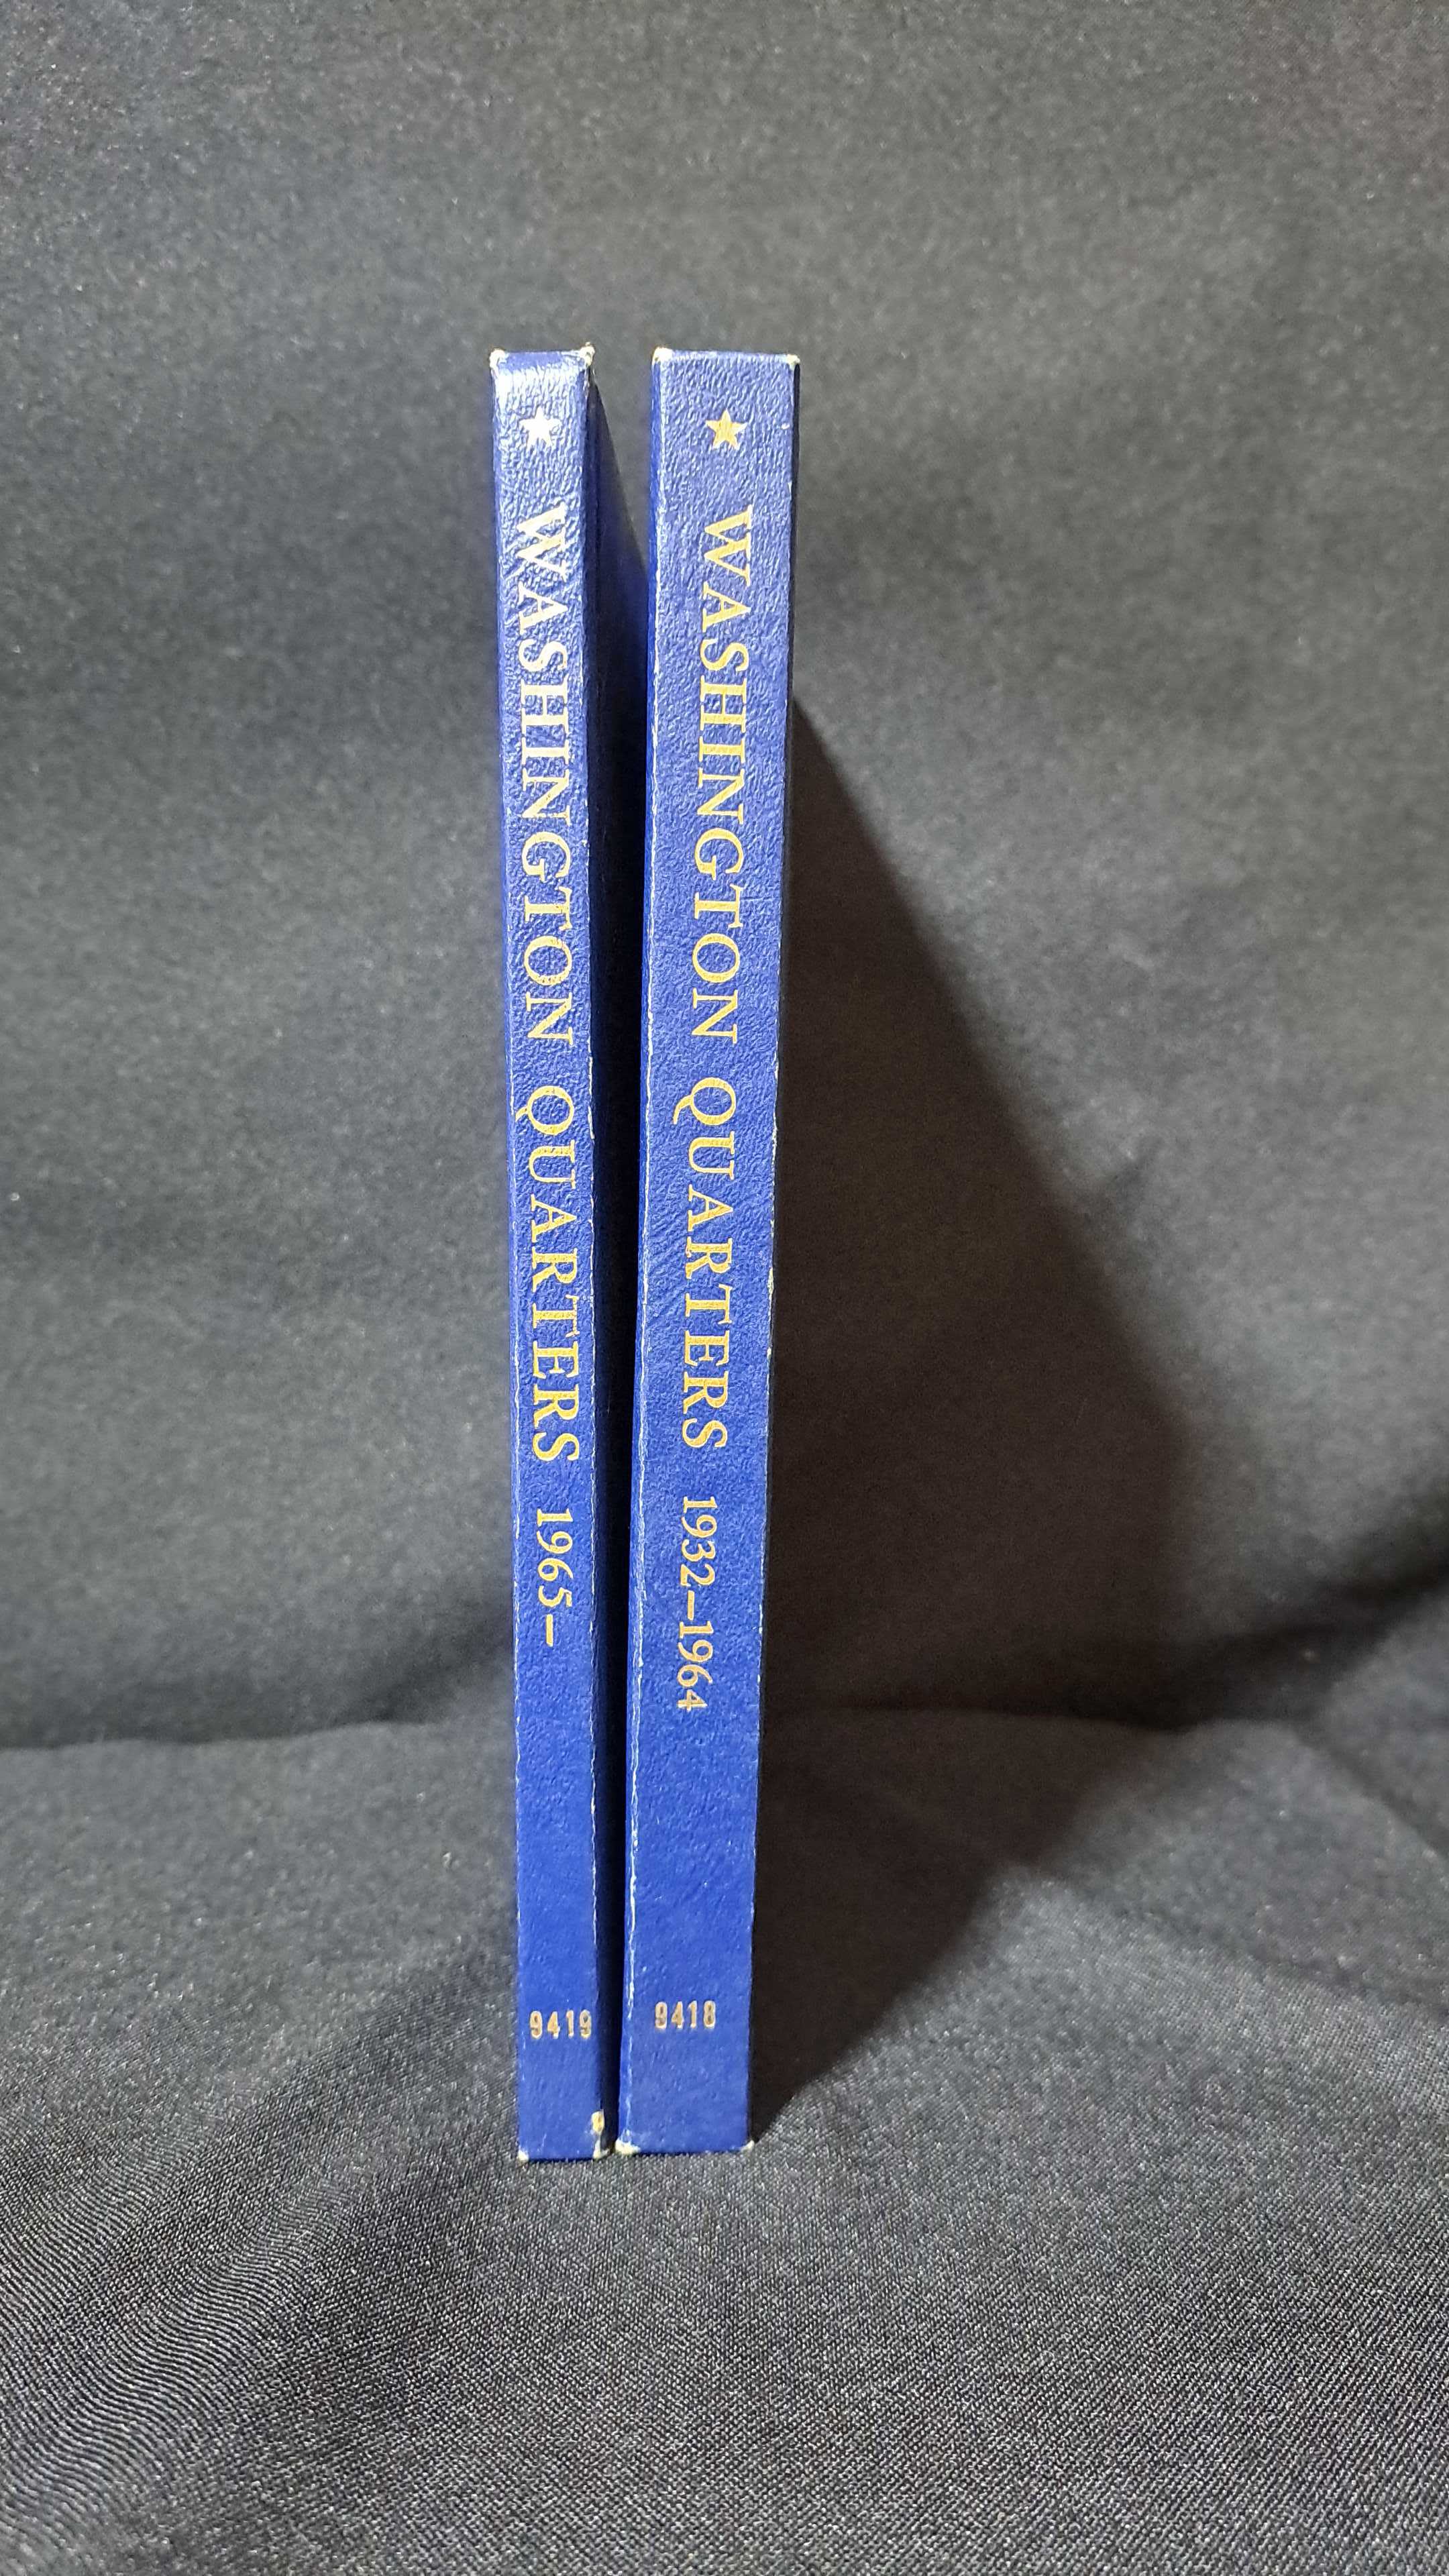 ★ WASHINGTON QUARTERS 1965–
9419
★ WASHINGTON QUARTERS 1932–1964
9418